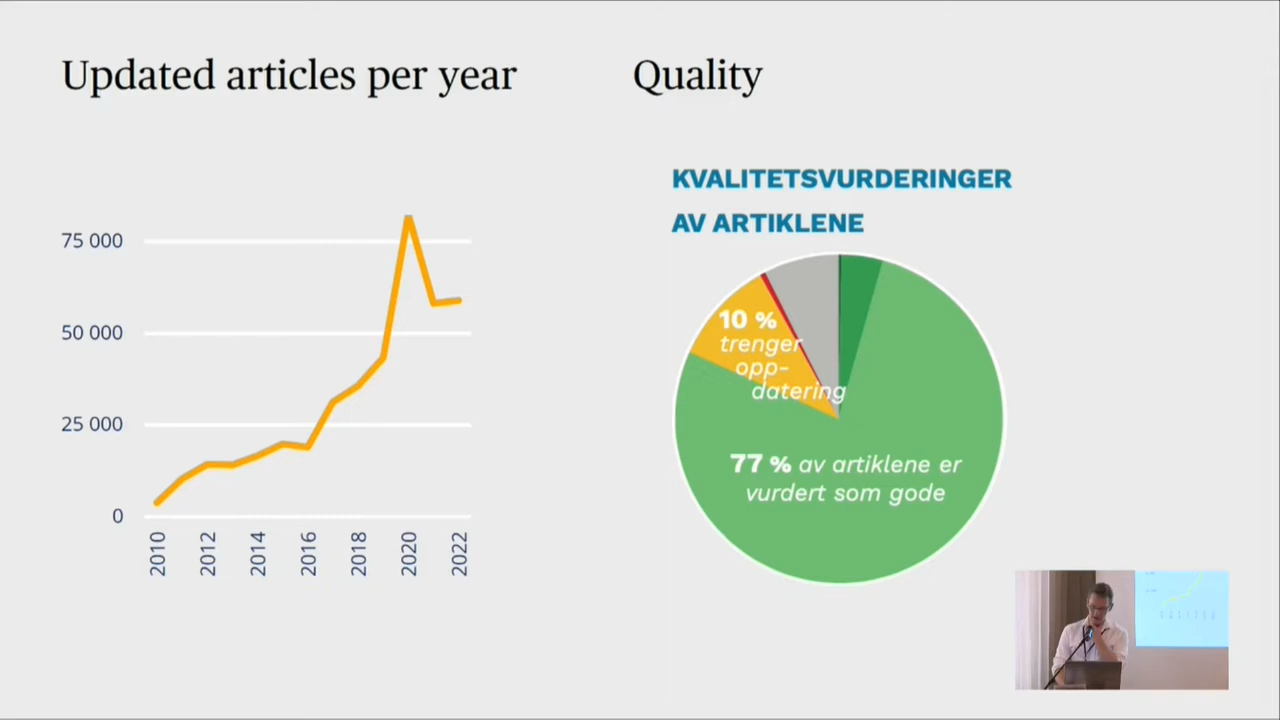 Updated articles per year
75 000
50 000
25 000
0
2010
2012
2014
2016
2018
2020
2022
Quality
KVALITETSVURDERINGER
AV ARTIKLENE
10 %
trenger
opp-
datering
77 % av artiklene er
vurdert som gode